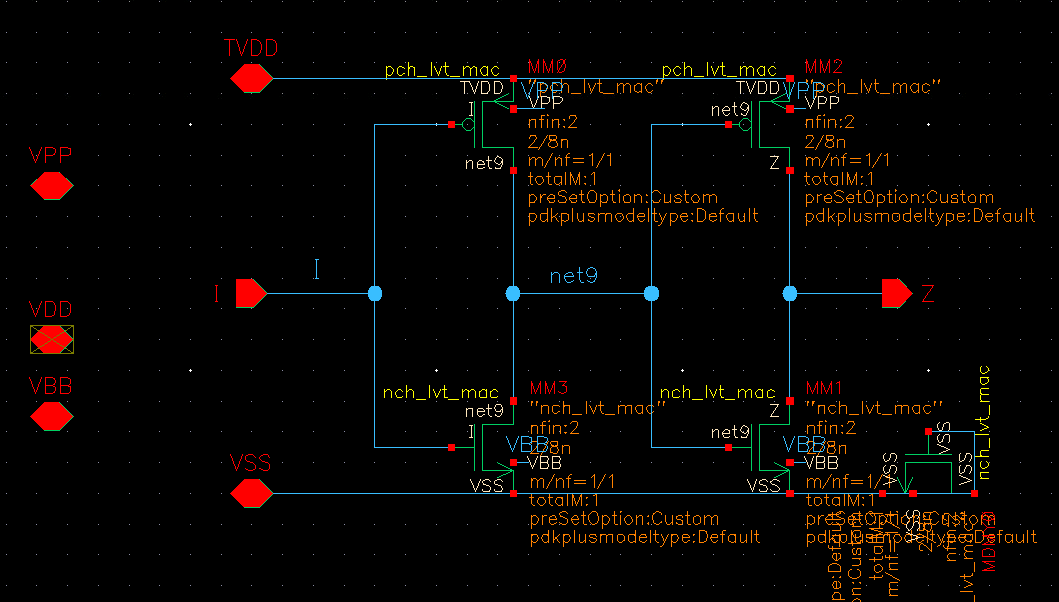 TVDD
VPP
I
VDD
VBB
VSS
I
pch_lvt_mac
MM0
TVDD
"pch_lvt_mac"
VPP
VPP
I
nfin:2
2/8n
m/nf=1/1
net9
totalM:1
preSetOption:Custom
pdkplusmodeltype:Default
pch_lvt_mac
MM2
TVDD
"pch_lvt_mac"
VPP
VPP
net9
nfin:2
2/8n
m/nf=1/1
Z
totalM:1
preSetOption:Custom
pdkplusmodeltype:Default
net9
Z
nch_lvt_mac
MM3
net9
"nch_lvt_mac"
I
nfin:2
VBB
2/8n
VBB
VSS
m/nf=1/1
totalM:1
preSetOption:Custom
pdkplusmodeltype:Default
nch_lvt_mac
MM1
Z
"nch_lvt_mac"
net9
nfin:2
VBB
2/8n
VBB
VSS
m/nf=1/
totalM:1
preSetOption:Custom
pdkplusmodeltype:Default
nch_lvt_mac
VSS
VSS
VSS
VSS